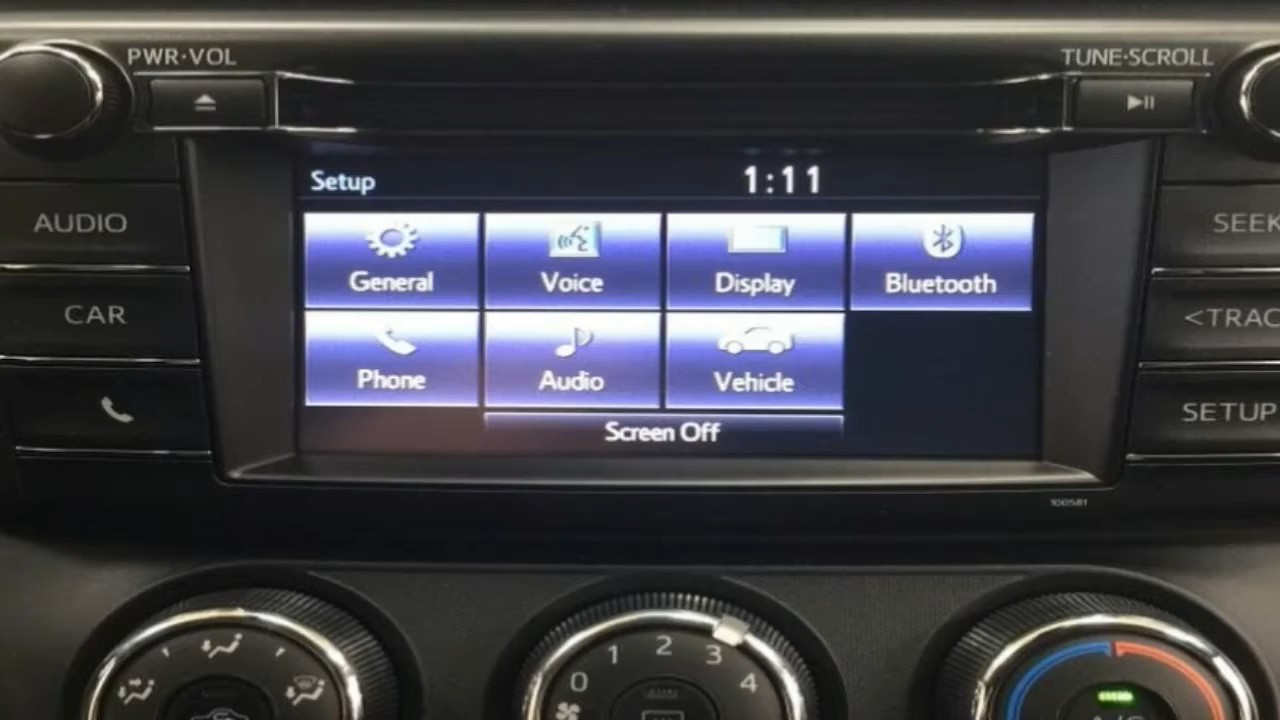 PWR·VOL
TUNE·SCROLL
AUDIO
CAR
Setup
1:11
General
Voice
Display
Bluetooth
Phone
Audio
Vehicle
Screen Off
SEEK
<TRAC
SETUP
100581
0
1
2
3
4